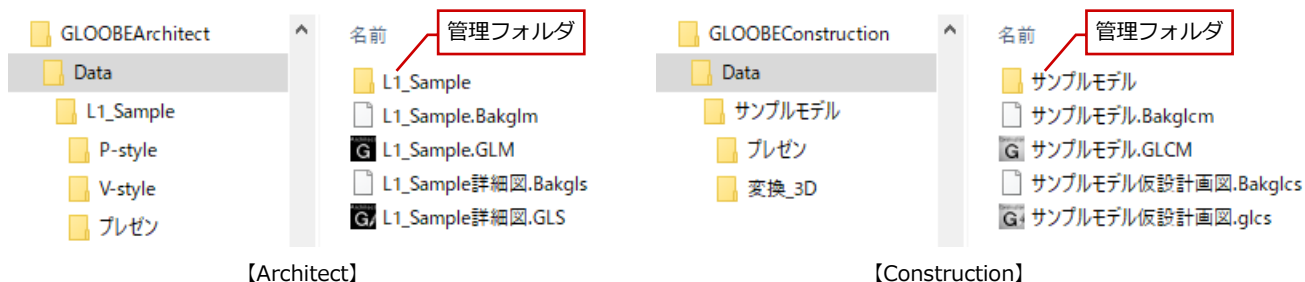 GLOOBEArchitect
Data
L1_Sample
P-style
V-style
プレゼン
名前
管理フォルダ
L1_Sample
L1_Sample.Bakglm
L1_Sample.GLM
L1_Sample詳細図.Bakgls
L1_Sample詳細図.GLS
【Architect】
GLOOBEConstruction
Data
サンプルモデル
プレゼン
変換_3D
名前
管理フォルダ
サンプルモデル
サンプルモデル.Bakglcm
サンプルモデル.GLCM
サンプルモデル仮設計画図.Bakglcs
サンプルモデル仮設計画図.glcs
【Construction】